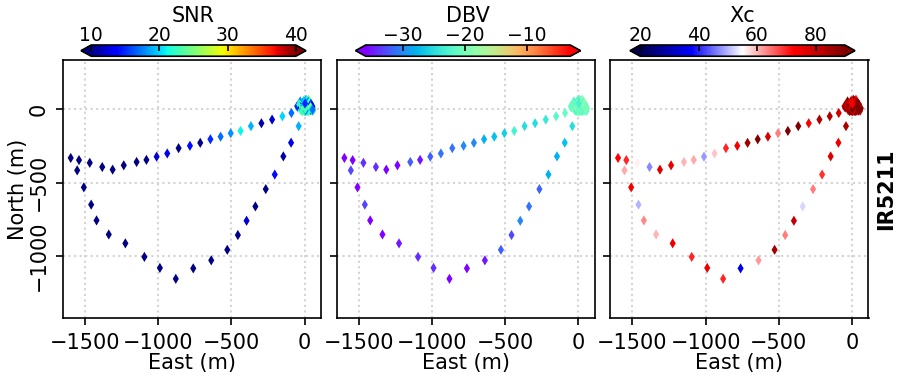 SNR DBV Xc
10 20 30 40 −30 −20 −10 20 40 60 80
North (m)
0
−500
−1000
IR5211
−1500 −1000 −500 0 −1500 −1000 −500 0 −1500 −1000 −500 0
East (m) East (m) East (m)